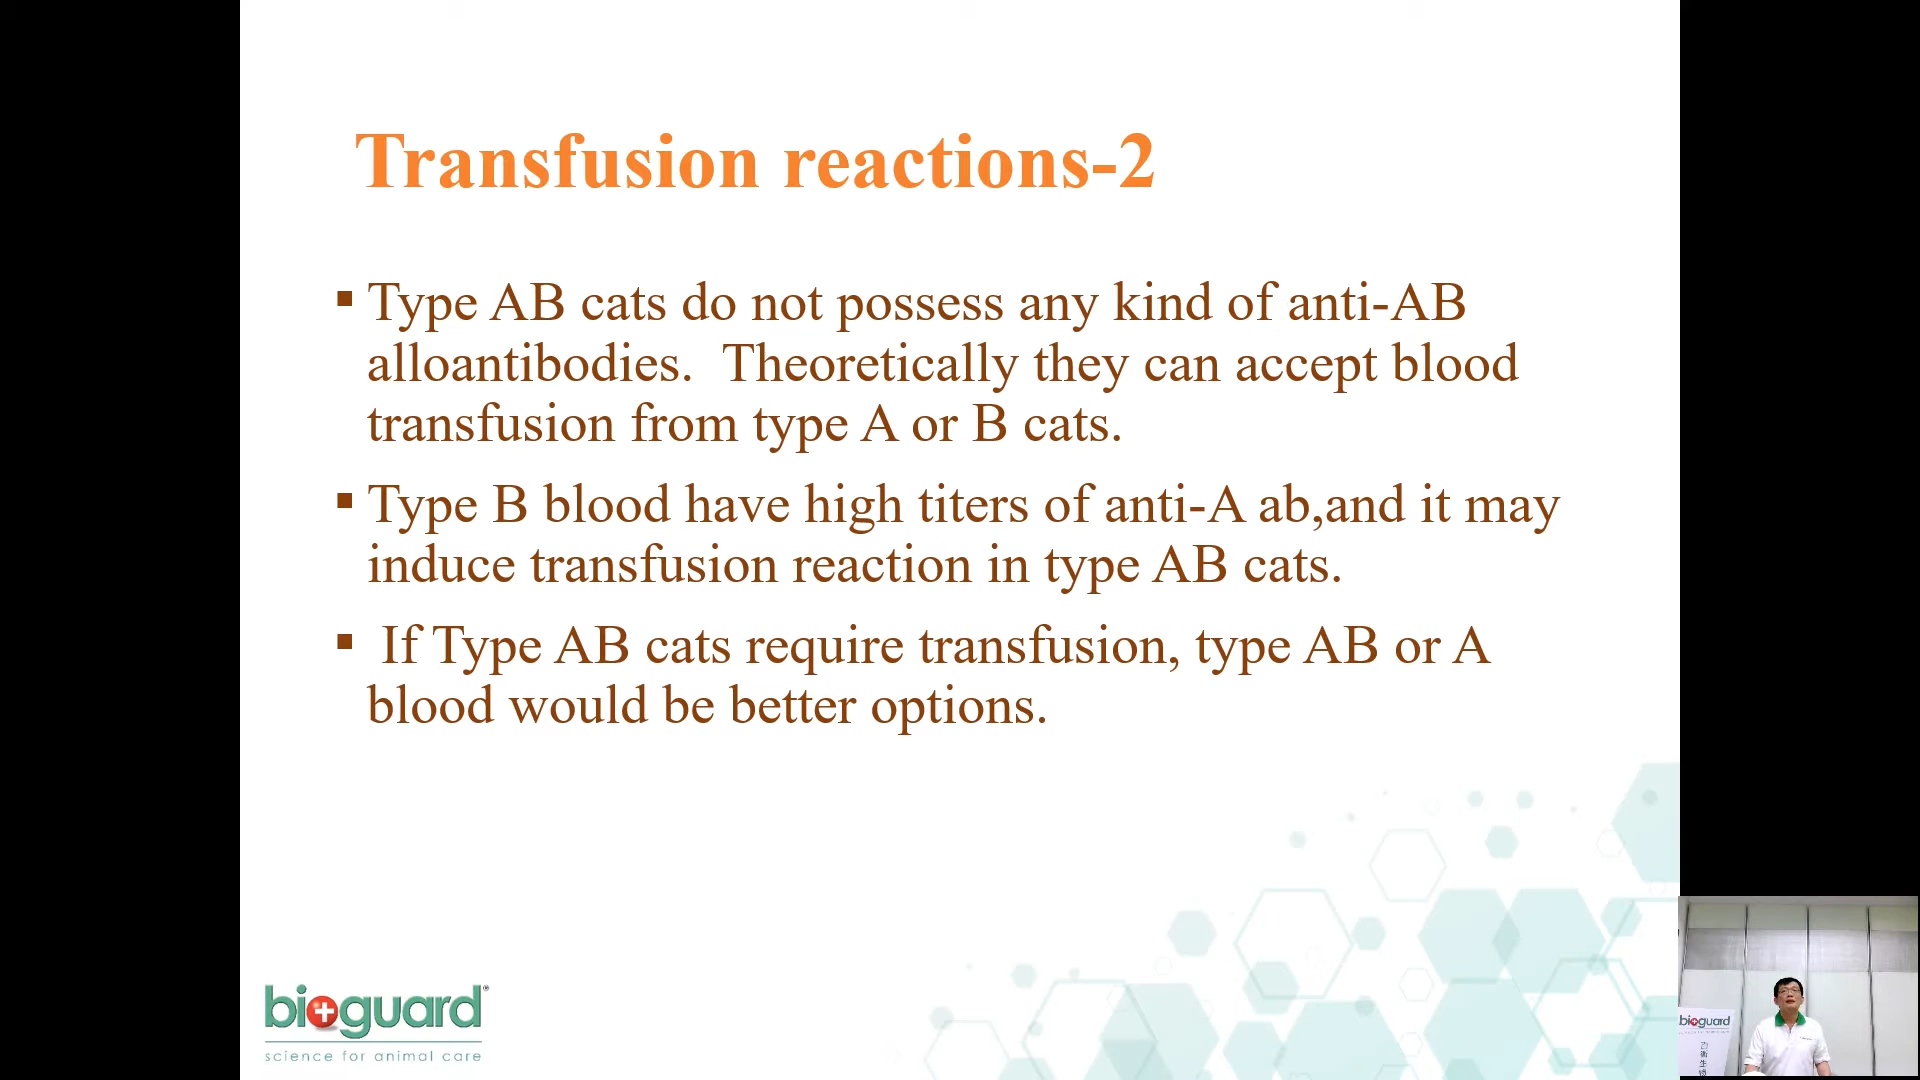 Transfusion reactions-2
▪ Type AB cats do not possess any kind of anti-AB
alloantibodies.  Theoretically they can accept blood
transfusion from type A or B cats.
▪ Type B blood have high titers of anti-A ab,and it may
induce transfusion reaction in type AB cats.
▪ If Type AB cats require transfusion, type AB or A
blood would be better options.
bioguard®
science for animal care
bioguard